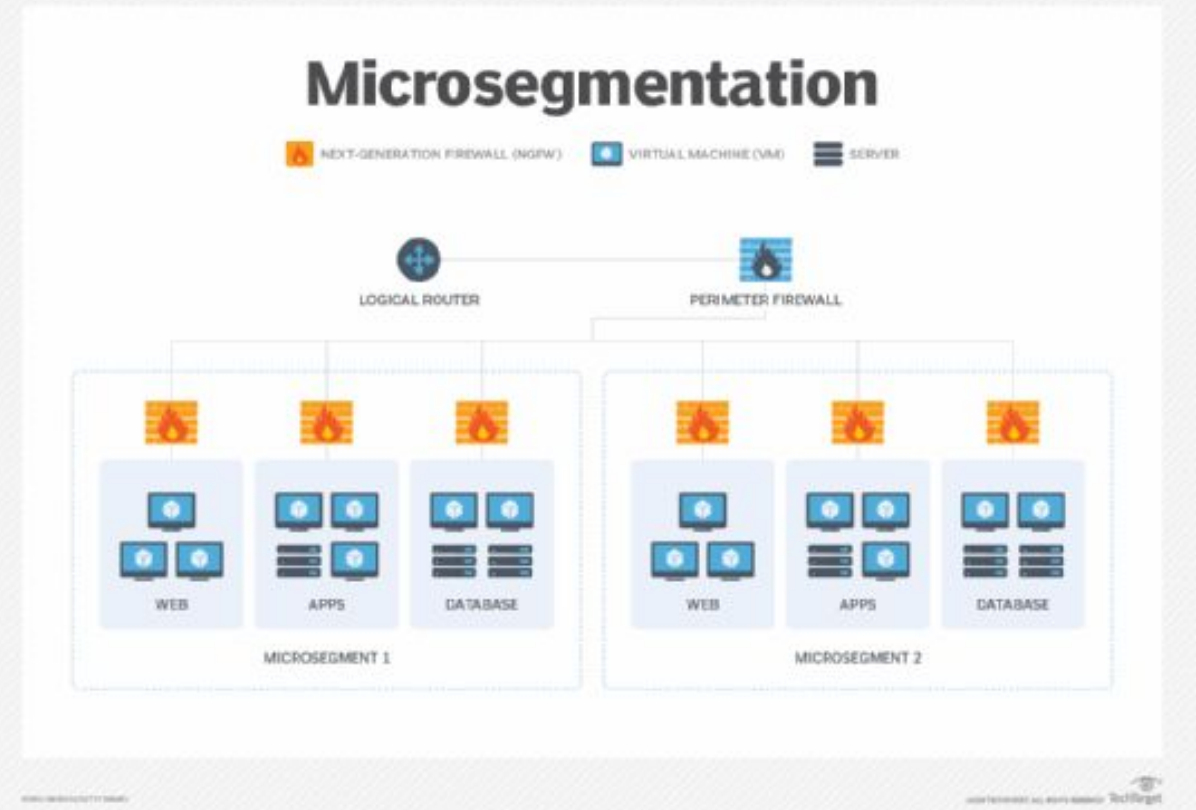 Microsegmentation
NEXT-GENERATION FIREWALL (NGFW) VIRTUAL MACHINE (VM) SERVER
LOGICAL ROUTER PERIMETER FIREWALL
WEB APPS DATABASE WEB APPS DATABASE
MICROSEGMENT 1 MICROSEGMENT 2
TechTarget